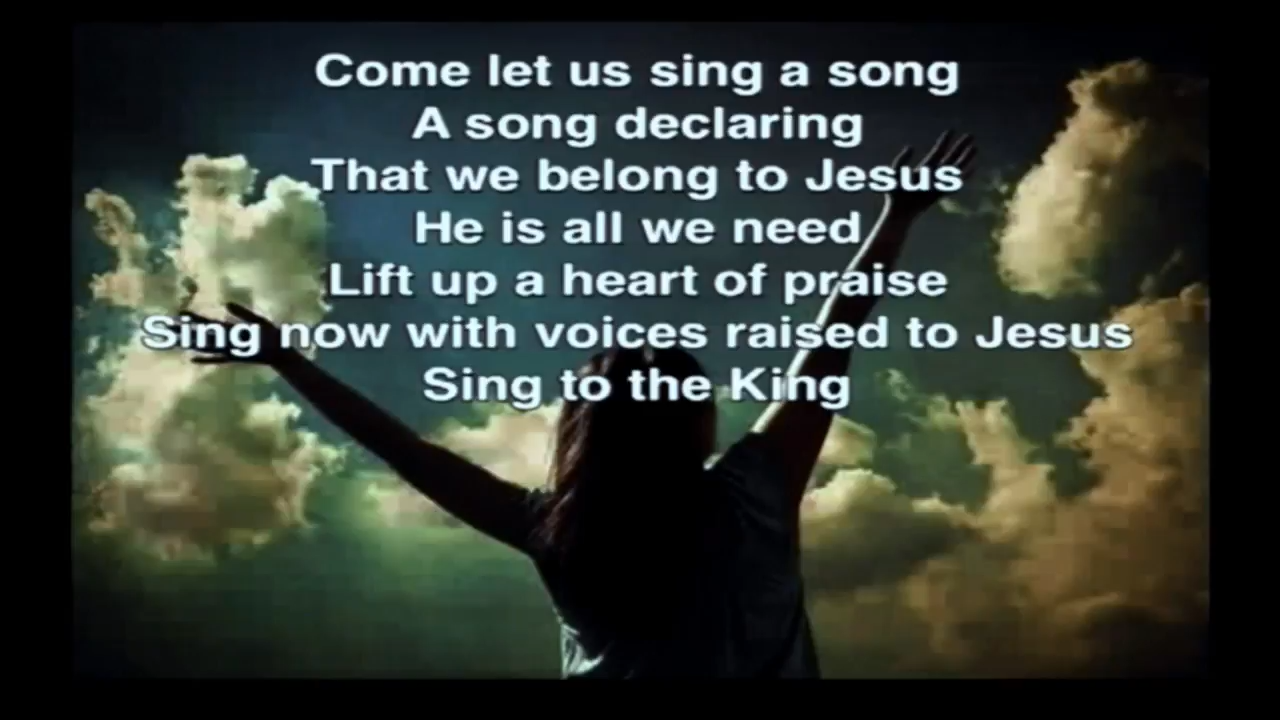 Come let us sing a song
A song declaring
That we belong to Jesus
He is all we need
Lift up a heart of praise
Sing now with voices raised to Jesus
Sing to the King